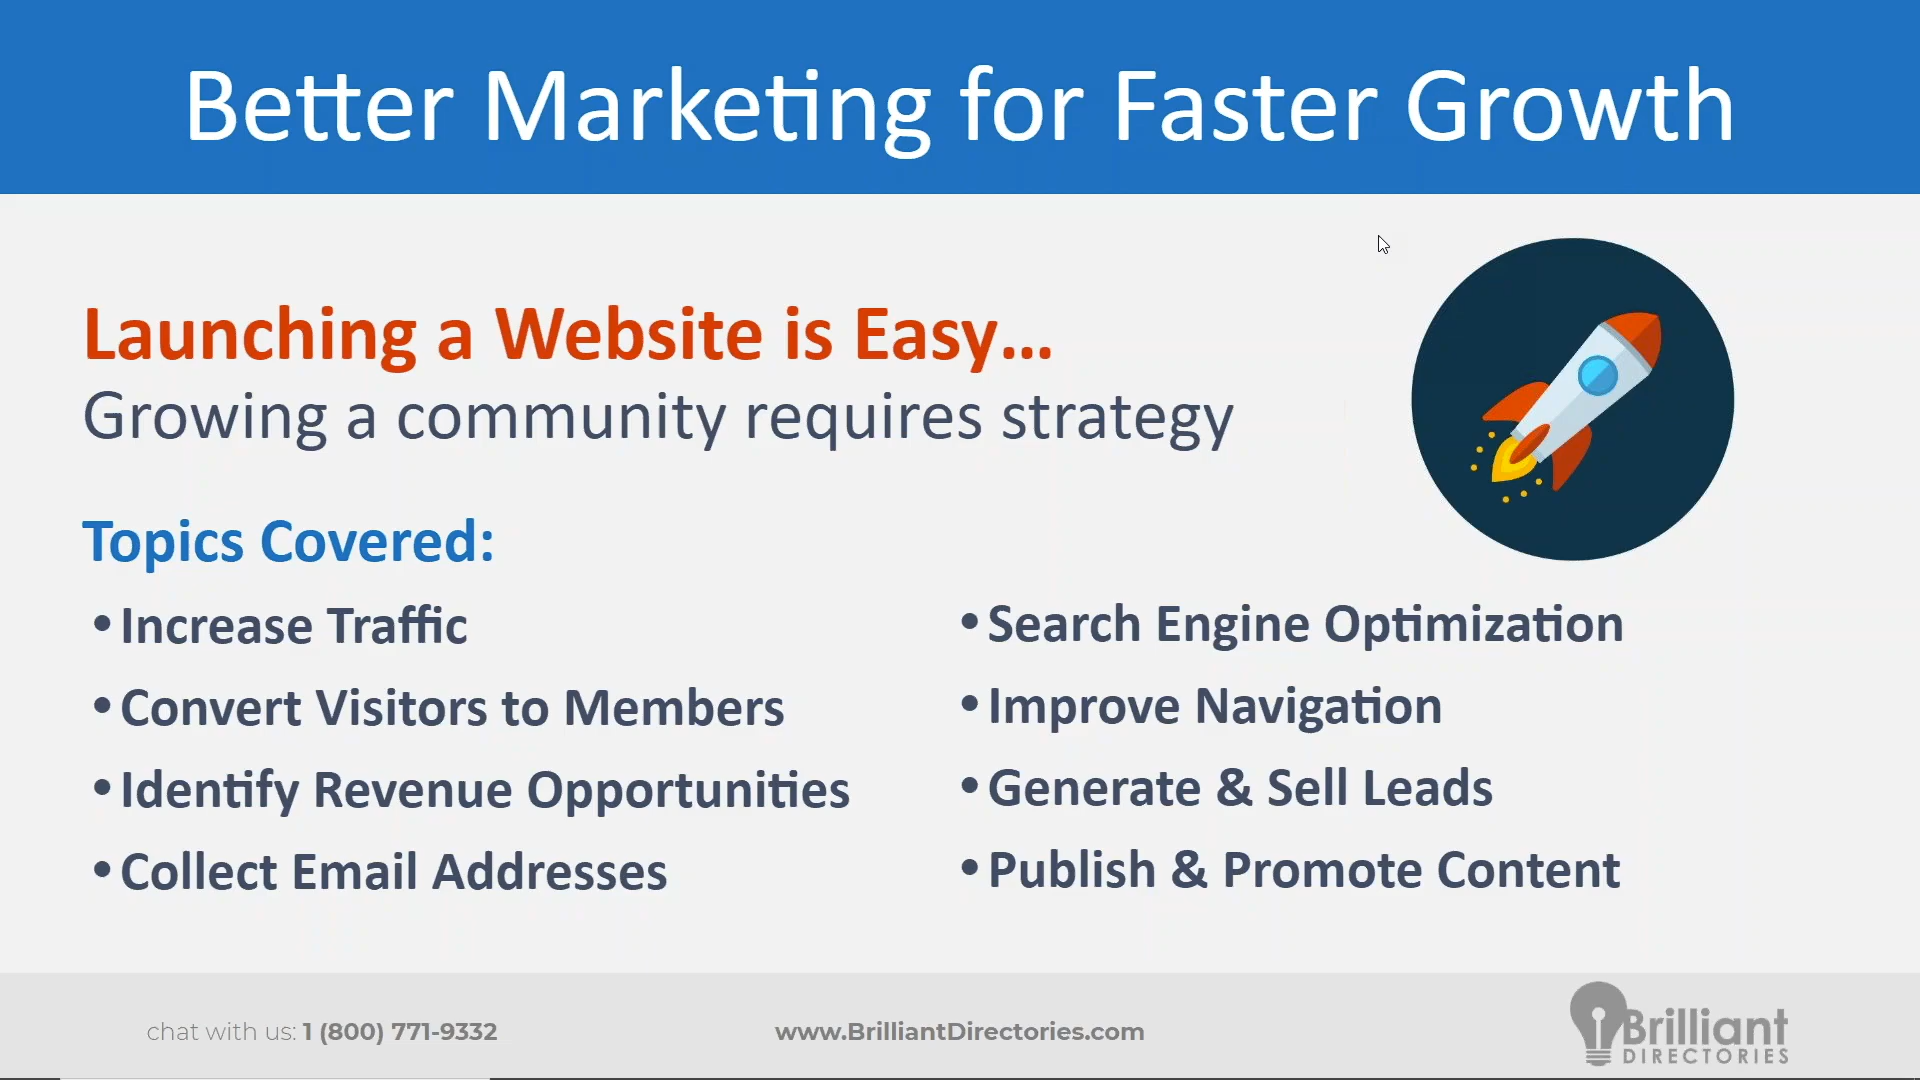 Better Marketing for Faster Growth
Launching a Website is Easy...
Growing a community requires strategy
Topics Covered:
•Increase Traffic
•Convert Visitors to Members
•Identify Revenue Opportunities
•Collect Email Addresses
•Search Engine Optimization
•Improve Navigation
•Generate & Sell Leads
•Publish & Promote Content
chat with us: 1 (800) 771-9332
www.BrilliantDirectories.com
Brilliant
DIRECTORIES